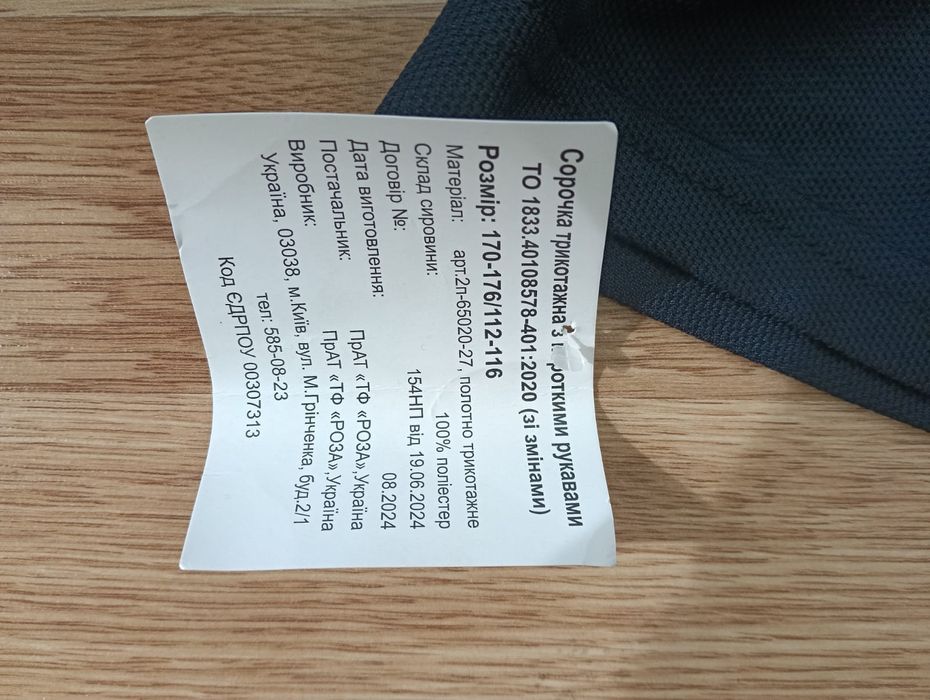 Сорочка трикотажна з роткими рукавами
ТО 1833.40108578-401:2020 (зі змінами)
Розмір: 170-176/112-116
Матеріал: арт.2п-65020-27, полотно трикотажне
Склад сировини: 100% поліестер
Договір №: 154НП від 19.06.2024
Дата виготовлення: 08.2024
Постачальник: ПрАТ «ТФ «РОЗА»,Україна
Виробник: ПрАТ «ТФ «РОЗА»,Україна
Україна, 03038, м.Київ, вул. М.Грінченка, буд.2/1
тел: 585-08-23
Код ЄДРПОУ 00307313